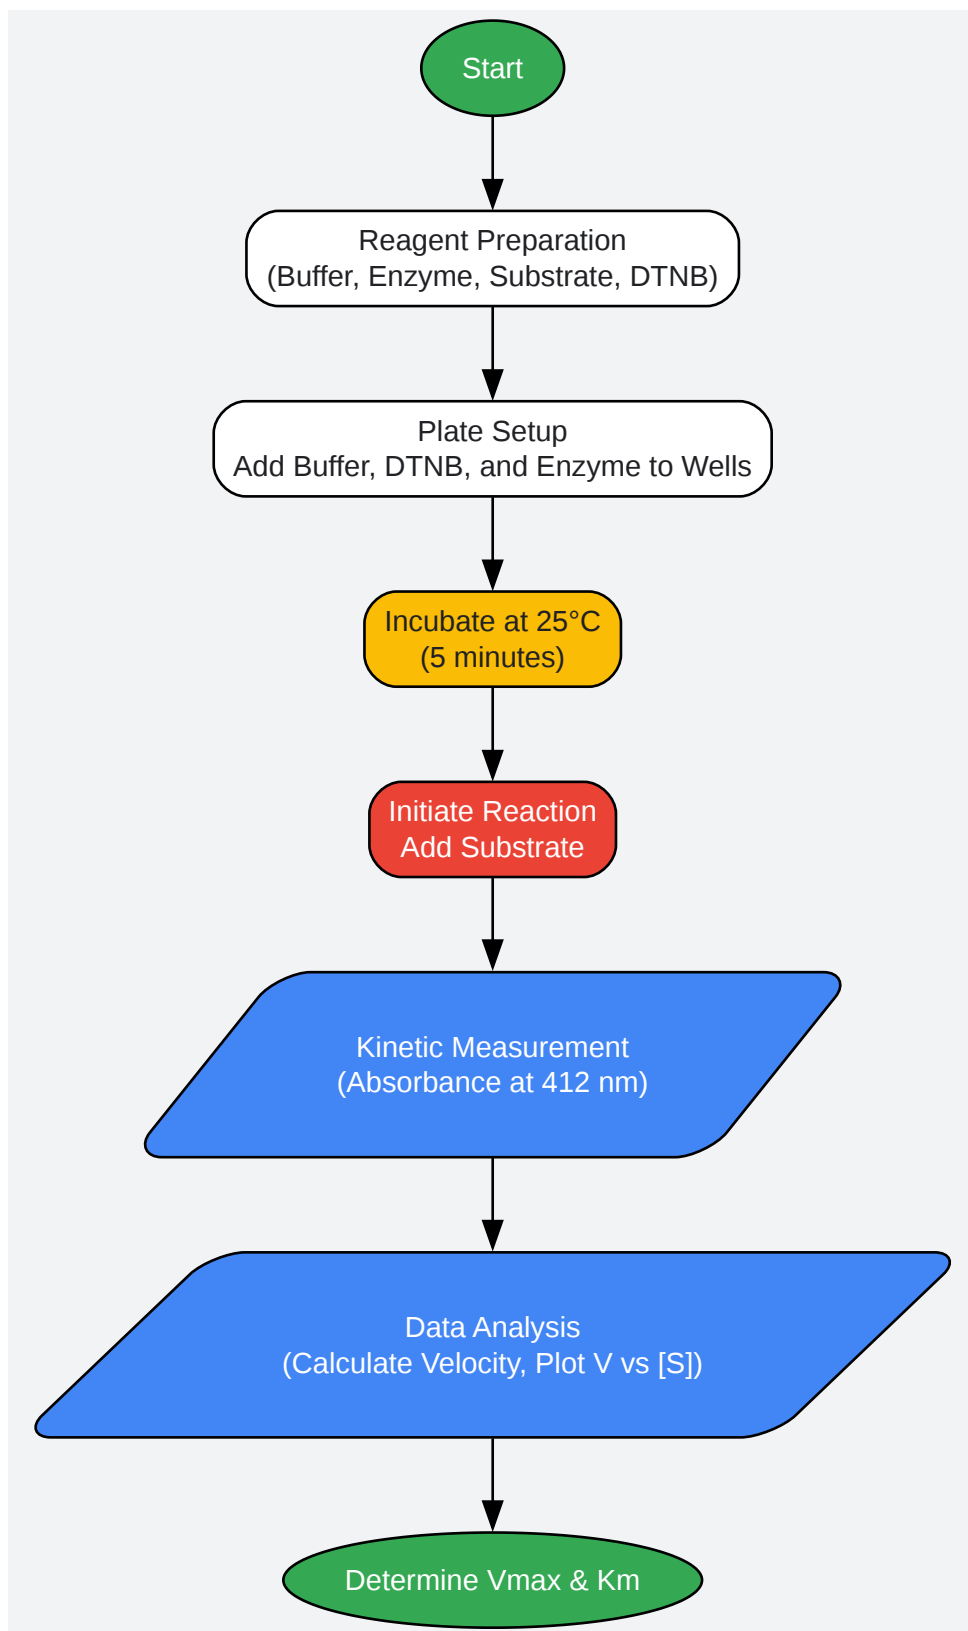 Start
Reagent Preparation
(Buffer, Enzyme, Substrate, DTNB)
Plate Setup
Add Buffer, DTNB, and Enzyme to Wells
Incubate at 25°C
(5 minutes)
Initiate Reaction
Add Substrate
Kinetic Measurement
(Absorbance at 412 nm)
Data Analysis
(Calculate Velocity, Plot V vs [S])
Determine Vmax & Km